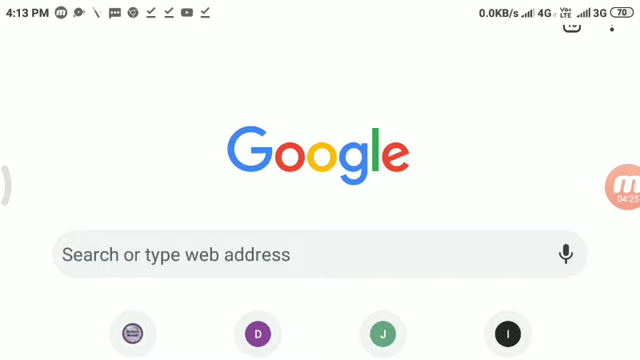 4:13 PM 0.0KB/s 4G Vo LTE 3G 70
Google
04:25
Search or type web address
D J I